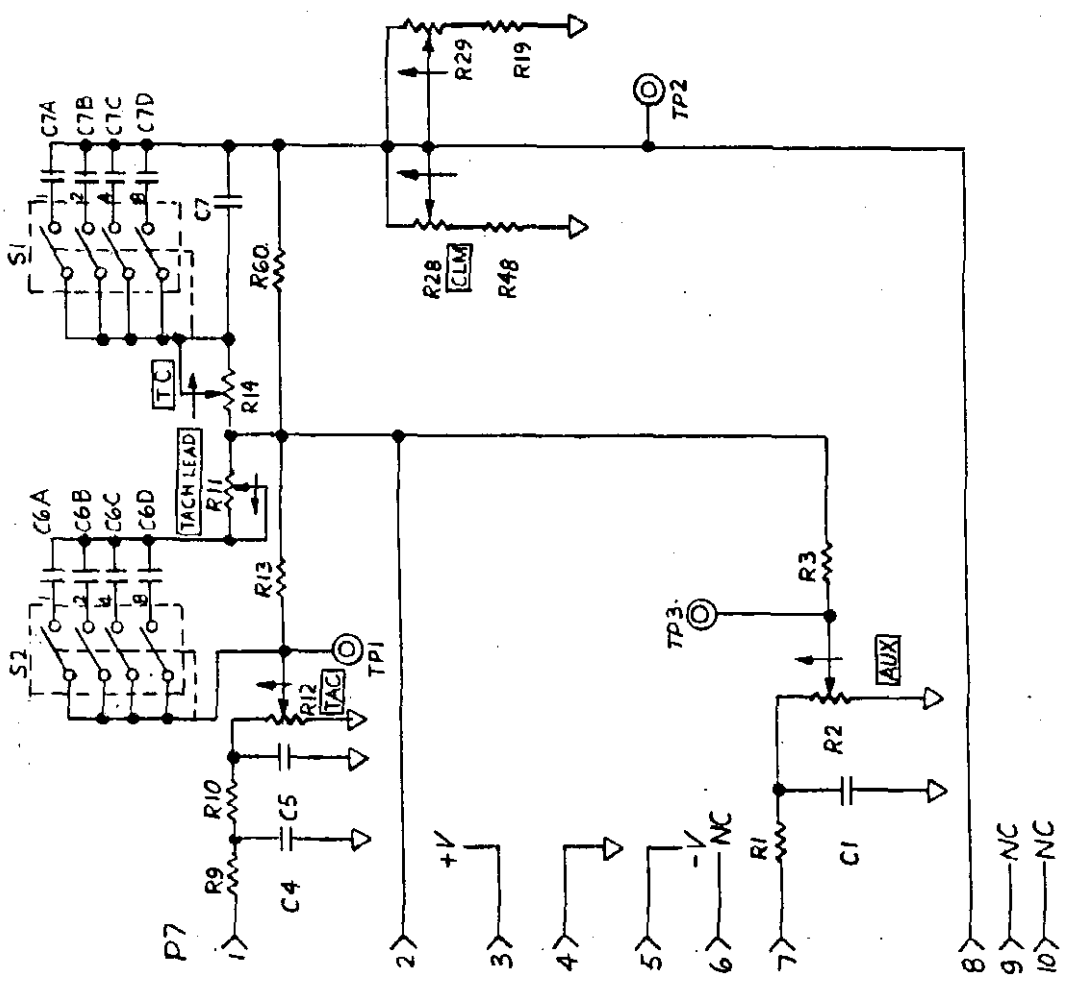 S2
1
2
4
8
C6A
C6B
C6C
C6D
S1
1
2
4
8
C7A
C7B
C7C
C7D
TC
TACH LEAD
R11
R14
C7
R13
R60
P7
1
R9
R10
R12
TAC
TP1
C4
C5
R28
CLM
R48
R29
R19
TP2
2
3
+V
4
5
-V
6
NC
7
R1
C1
R2
AUX
TP3
R3
8
9
NC
10
NC